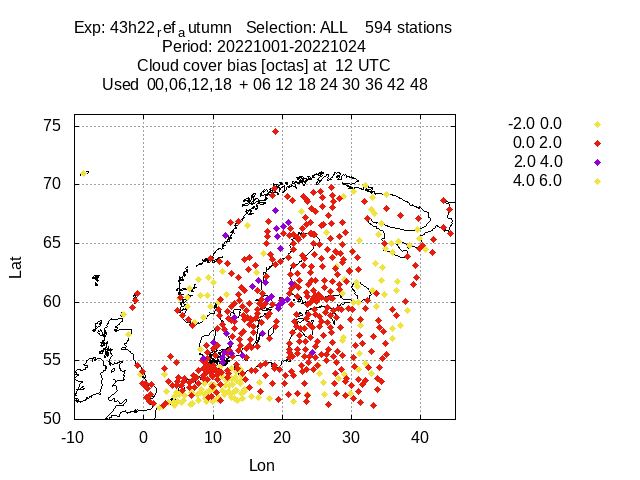 Exp: 43h22ref autumn Selection: ALL 594 stations
Period: 20221001-20221024
Cloud cover bias [octas] at 12 UTC
Used 00,06,12,18 + 06 12 18 24 30 36 42 48
-2.0 0.0
0.0 2.0
2.0 4.0
4.0 6.0
75
70
65
60
55
50
Lat
-10 0 10 20 30 40
Lon